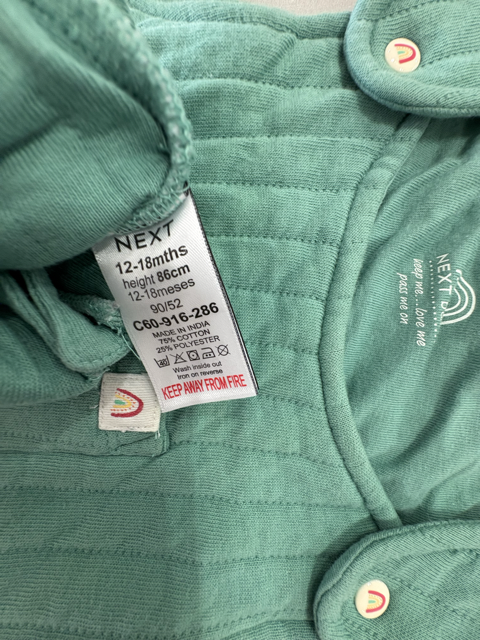 NEXT
12-18mths
height 86cm
12-18meses
90/52
C60-916-286
MADE IN INDIA
75% COTTON
25% POLYESTER
Wash inside out
Iron on reverse
KEEP AWAY FROM FIRE
NEXT
keep me... love me
pass me on